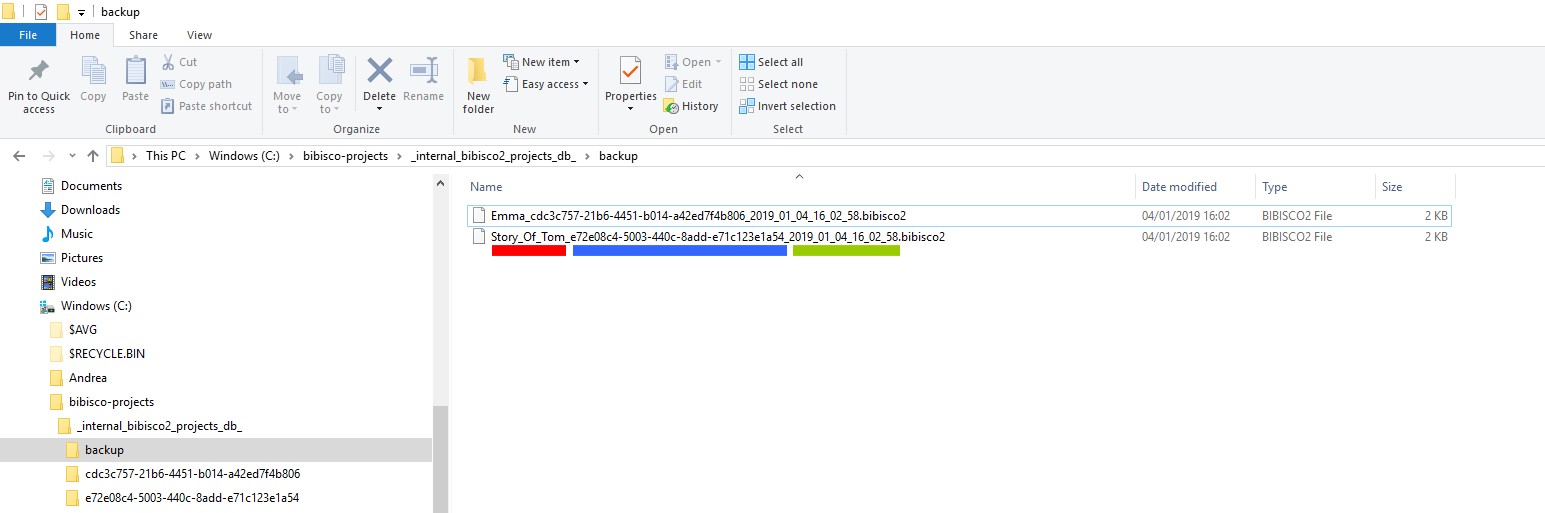 backup
File Home Share View
Pin to Quick access
Copy
Paste
Cut
Copy path
Paste shortcut
Clipboard
Move to
Copy to
Delete
Rename
Organize
New folder
New item
Easy access
New
Properties
Open
Edit
History
Open
Select all
Select none
Invert selection
Select
This PC > Windows (C:) > bibisco-projects > _internal_bibisco2_projects_db_ > backup
Documents
Downloads
Music
Pictures
Videos
Windows (C:)
$AVG
$RECYCLE.BIN
Andrea
bibisco-projects
_internal_bibisco2_projects_db_
backup
cdc3c757-21b6-4451-b014-a42ed7f4b806
e72e08c4-5003-440c-8add-e71c123e1a54
Name Date modified Type Size
Emma_cdc3c757-21b6-4451-b014-a42ed7f4b806_2019_01_04_16_02_58.bibisco2 04/01/2019 16:02 BIBISCO2 File 2 KB
Story_Of_Tom_e72e08c4-5003-440c-8add-e71c123e1a54_2019_01_04_16_02_58.bibisco2 04/01/2019 16:02 BIBISCO2 File 2 KB